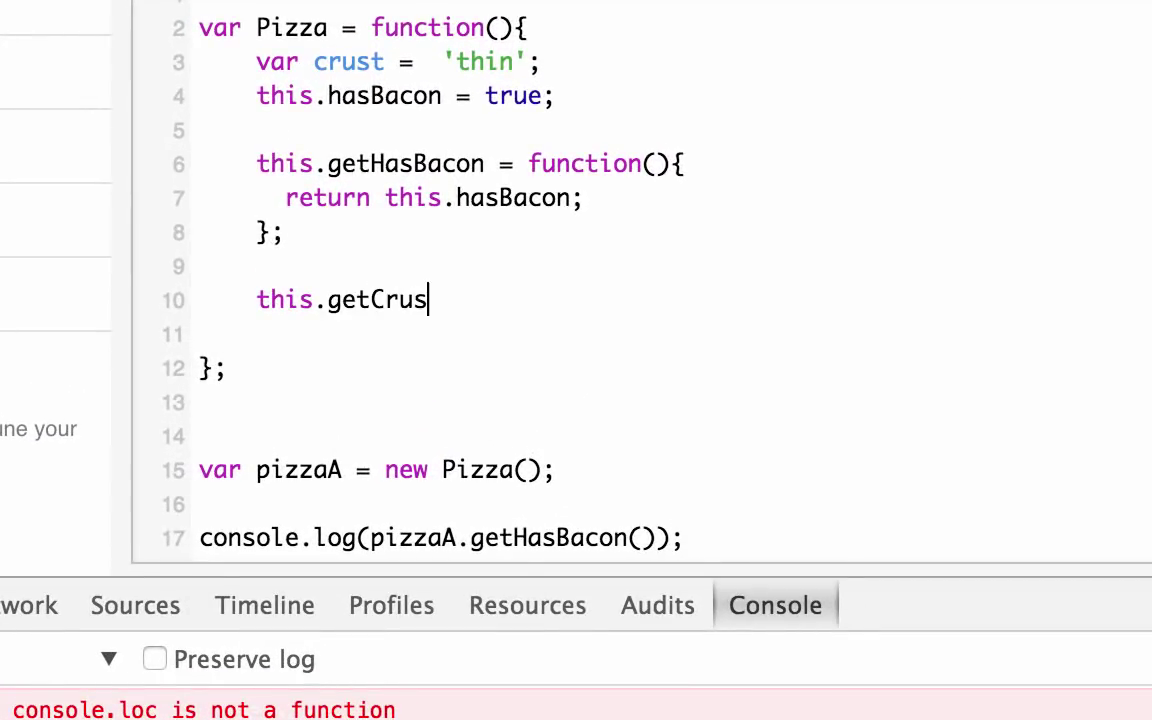 2 var Pizza = function(){
3 var crust =  'thin';
4 this.hasBacon = true;
5
6 this.getHasBacon = function(){
7 return this.hasBacon;
8 };
9
10 this.getCrus
11
12 };
13
14
une your
15 var pizzaA = new Pizza();
16
17 console.log(pizzaA.getHasBacon());
work Sources Timeline Profiles Resources Audits Console
▼ Preserve log
console.loc is not a function